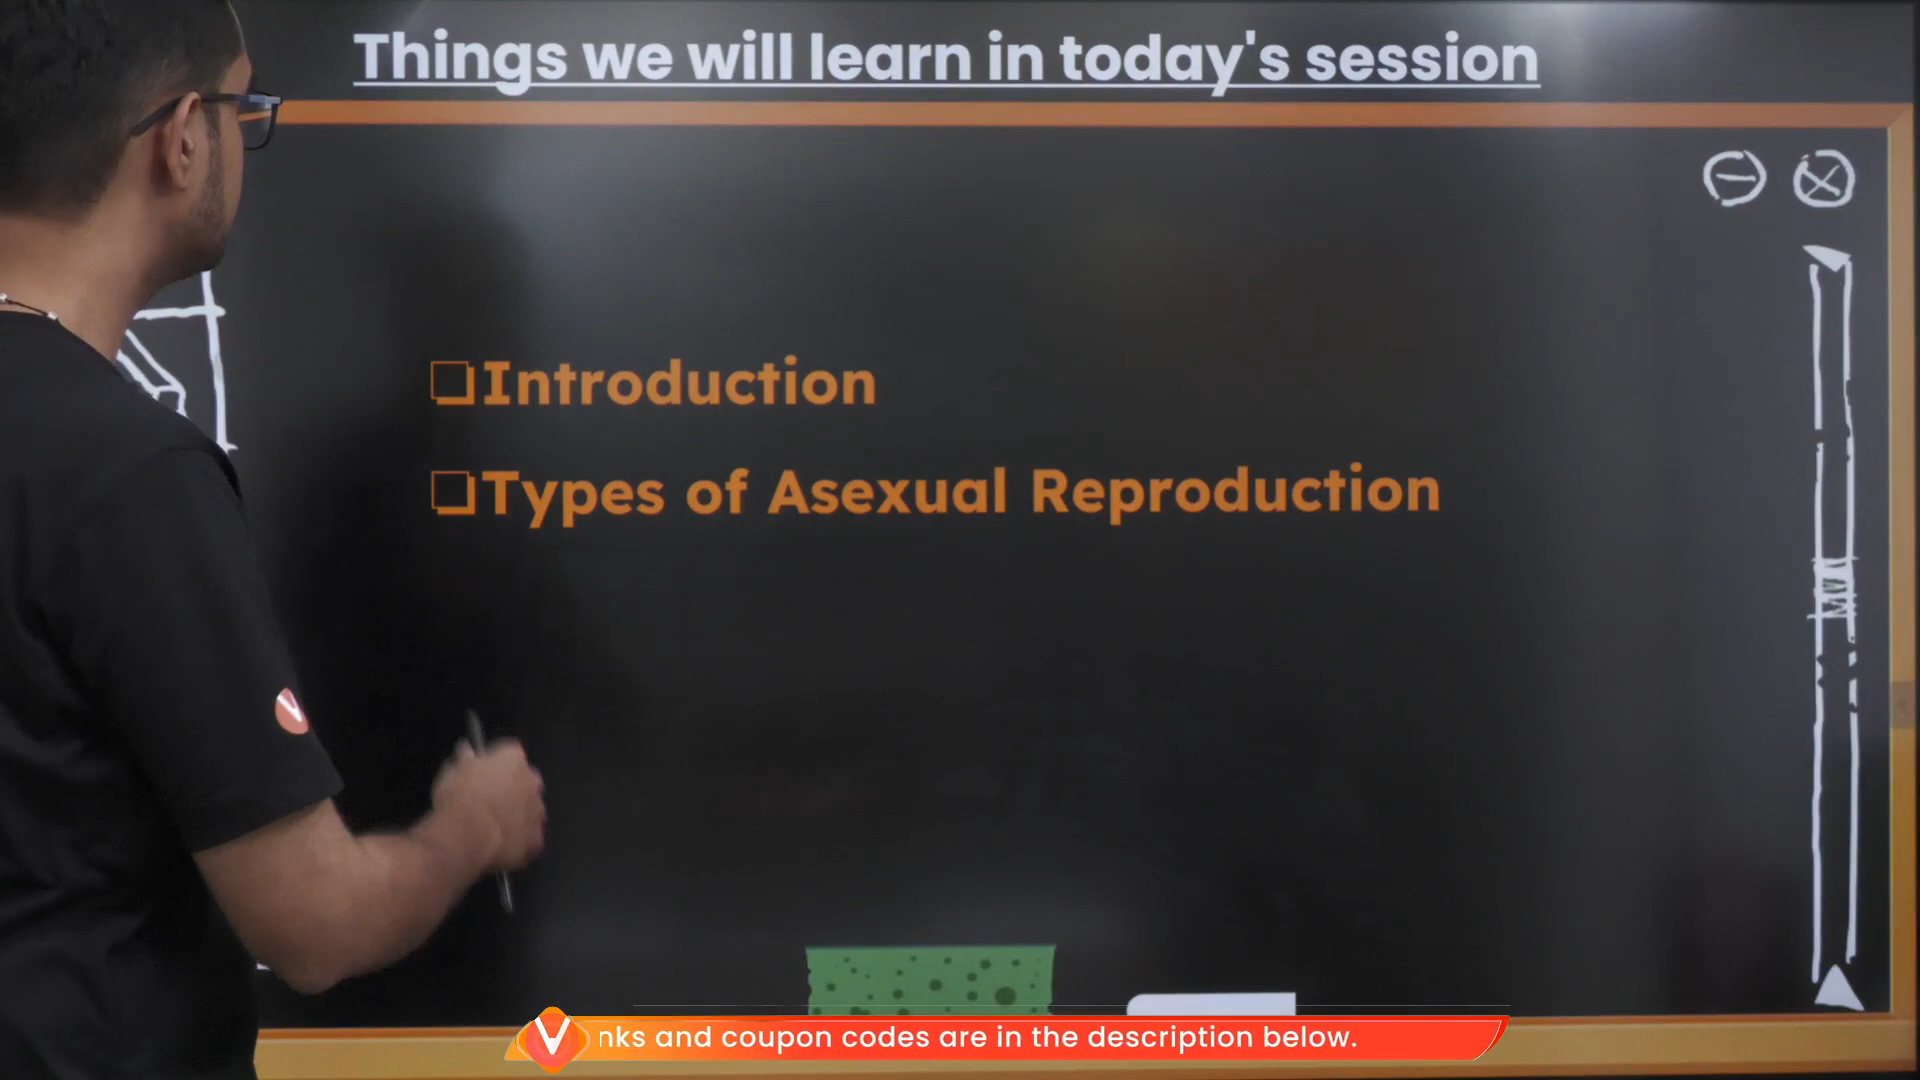 Things we will learn in today's session
❑Introduction
❑Types of Asexual Reproduction
V
nks and coupon codes are in the description below.